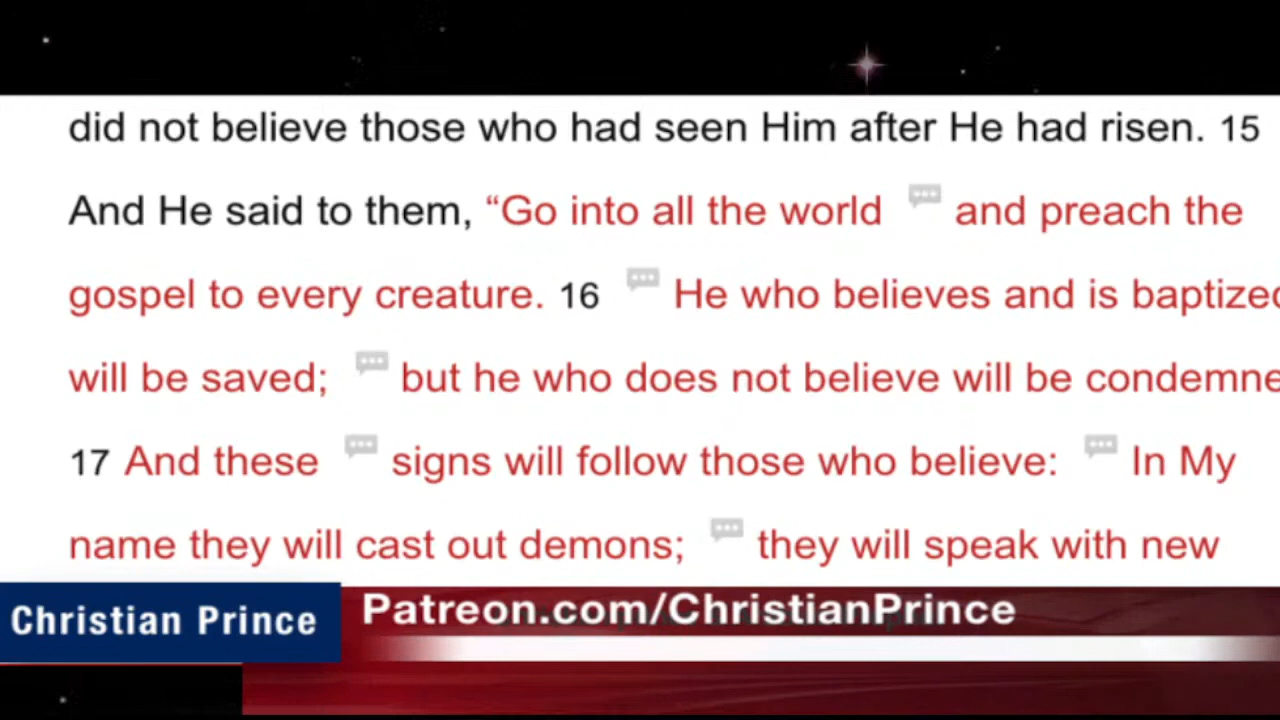 did not believe those who had seen Him after He had risen. 15
And He said to them, “Go into all the world and preach the
gospel to every creature. 16 He who believes and is baptized
will be saved; but he who does not believe will be condemne
17 And these signs will follow those who believe: In My
name they will cast out demons; they will speak with new
Christian Prince
Patreon.com/ChristianPrince